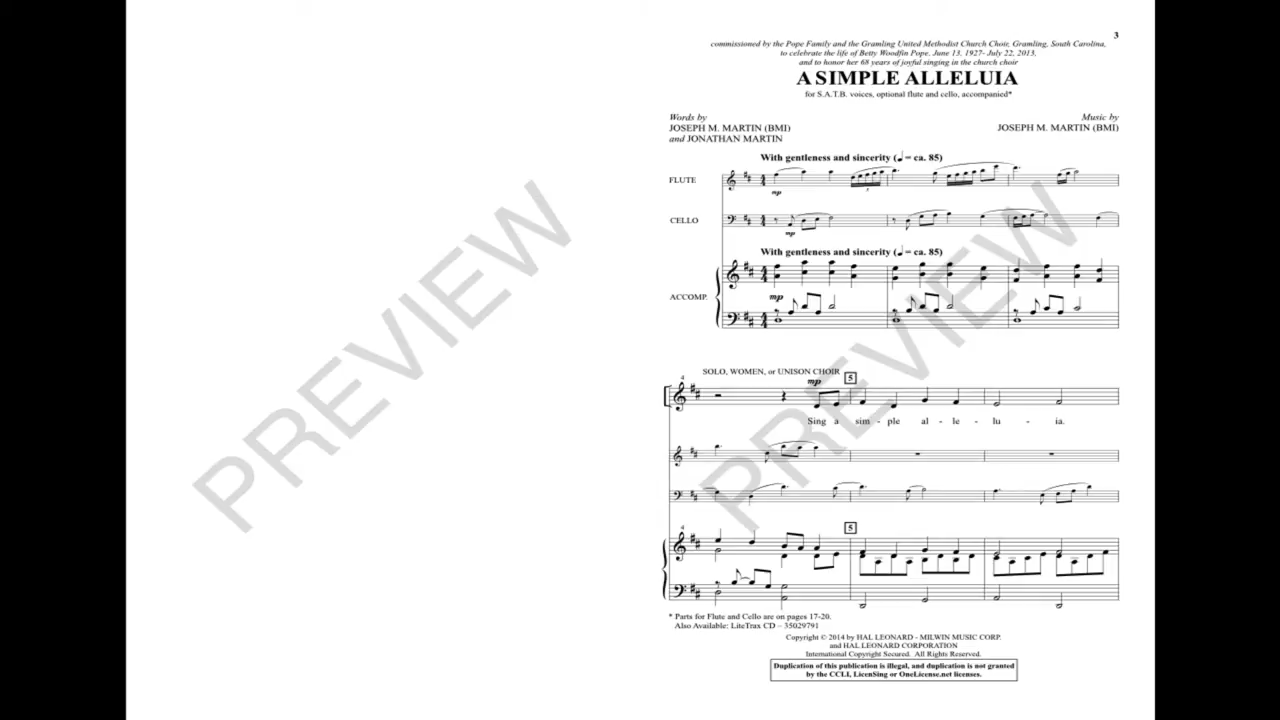 PREVIEW
3
commissioned by the Pope Family and the Gramling United Methodist Church Choir, Gramling, South Carolina,
to celebrate the life of Betty Woodfin Pope, June 13. 1927- July 22, 2013,
and to honor her 68 years of joyful singing in the church choir
A SIMPLE ALLELUIA
for S.A.T.B. voices, optional flute and cello, accompanied*
Words by
JOSEPH M. MARTIN (BMI)
and JONATHAN MARTIN
Music by
JOSEPH M. MARTIN (BMI)
With gentleness and sincerity (♩ = ca. 85)
FLUTE
mp
3
CELLO
mp
With gentleness and sincerity (♩ = ca. 85)
ACCOMP.
mp
PREVIEW
SOLO, WOMEN, or UNISON CHOIR
4
mp
5
Sing a sim - ple al - le - lu - ia.
4
5
* Parts for Flute and Cello are on pages 17-20.
Also Available: LiteTrax CD – 35029791
Copyright © 2014 by HAL LEONARD - MILWIN MUSIC CORP.
and HAL LEONARD CORPORATION
International Copyright Secured. All Rights Reserved.
Duplication of this publication is illegal, and duplication is not granted
by the CCLI, LicenSing or OneLicense.net licenses.